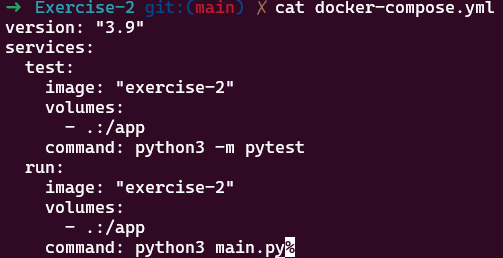 ➜ Exercise-2 git:(main) ✗ cat docker-compose.yml
version: "3.9"
services:
  test:
    image: "exercise-2"
    volumes:
      - .:/app
    command: python3 -m pytest
  run:
    image: "exercise-2"
    volumes:
      - .:/app
    command: python3 main.py%